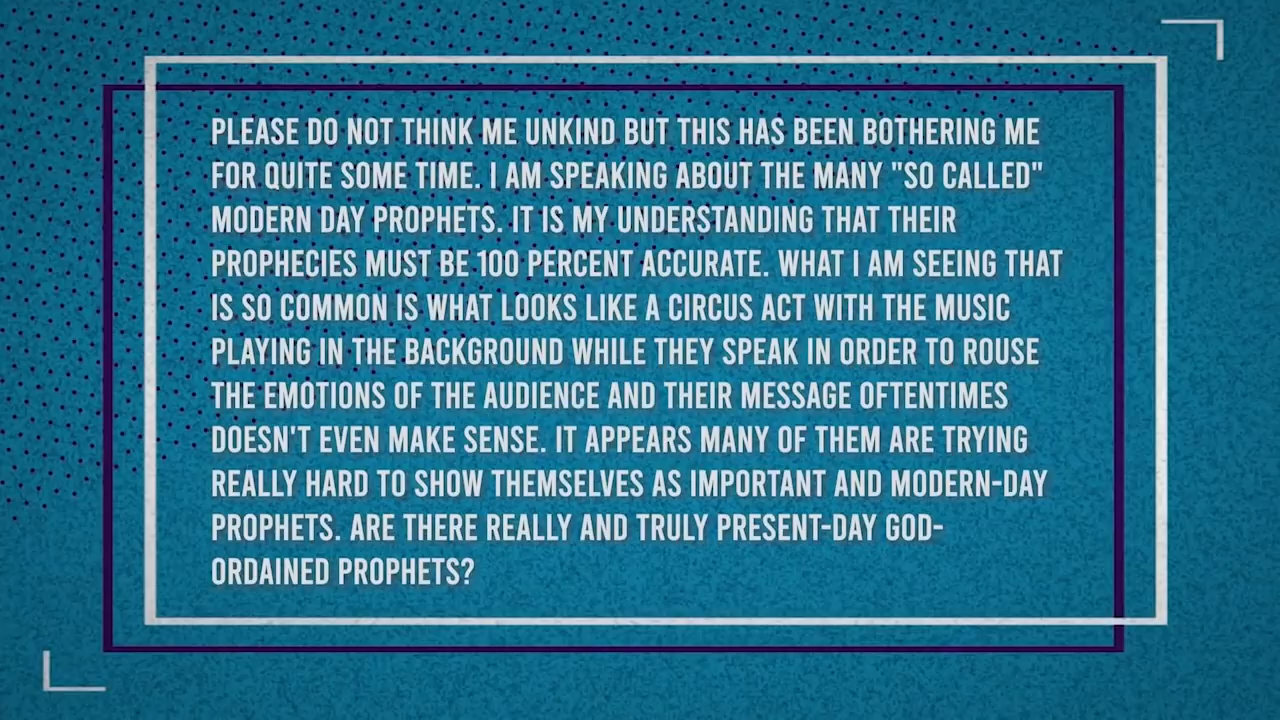 PLEASE DO NOT THINK ME UNKIND BUT THIS HAS BEEN BOTHERING ME
FOR QUITE SOME TIME. I AM SPEAKING ABOUT THE MANY "SO CALLED"
MODERN DAY PROPHETS. IT IS MY UNDERSTANDING THAT THEIR
PROPHECIES MUST BE 100 PERCENT ACCURATE. WHAT I AM SEEING THAT
IS SO COMMON IS WHAT LOOKS LIKE A CIRCUS ACT WITH THE MUSIC
PLAYING IN THE BACKGROUND WHILE THEY SPEAK IN ORDER TO ROUSE
THE EMOTIONS OF THE AUDIENCE AND THEIR MESSAGE OFTENTIMES
DOESN'T EVEN MAKE SENSE. IT APPEARS MANY OF THEM ARE TRYING
REALLY HARD TO SHOW THEMSELVES AS IMPORTANT AND MODERN-DAY
PROPHETS. ARE THERE REALLY AND TRULY PRESENT-DAY GOD-
ORDAINED PROPHETS?